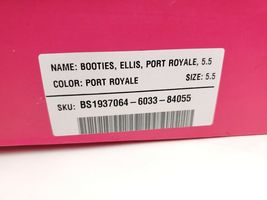 NAME: BOOTIES, ELLIS, PORT ROYALE, 5.5
COLOR: PORT ROYALE SIZE: 5.5
SKU: BS1937064-6033-84055